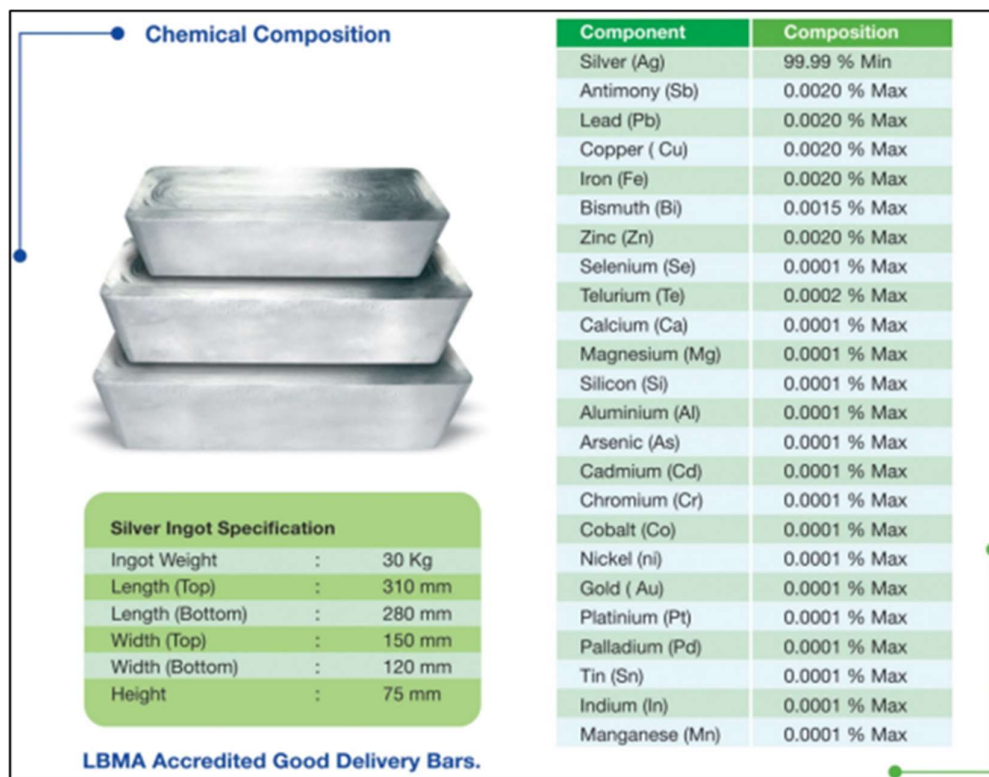 Chemical Composition
Component Composition
Silver (Ag) 99.99 % Min
Antimony (Sb) 0.0020 % Max
Lead (Pb) 0.0020 % Max
Copper ( Cu) 0.0020 % Max
Iron (Fe) 0.0020 % Max
Bismuth (Bi) 0.0015 % Max
Zinc (Zn) 0.0020 % Max
Selenium (Se) 0.0001 % Max
Telurium (Te) 0.0002 % Max
Calcium (Ca) 0.0001 % Max
Magnesium (Mg) 0.0001 % Max
Silicon (Si) 0.0001 % Max
Aluminium (Al) 0.0001 % Max
Arsenic (As) 0.0001 % Max
Cadmium (Cd) 0.0001 % Max
Chromium (Cr) 0.0001 % Max
Cobalt (Co) 0.0001 % Max
Nickel (ni) 0.0001 % Max
Gold ( Au) 0.0001 % Max
Platinium (Pt) 0.0001 % Max
Palladium (Pd) 0.0001 % Max
Tin (Sn) 0.0001 % Max
Indium (In) 0.0001 % Max
Manganese (Mn) 0.0001 % Max
Silver Ingot Specification
Ingot Weight : 30 Kg
Length (Top) : 310 mm
Length (Bottom) : 280 mm
Width (Top) : 150 mm
Width (Bottom) : 120 mm
Height : 75 mm
LBMA Accredited Good Delivery Bars.